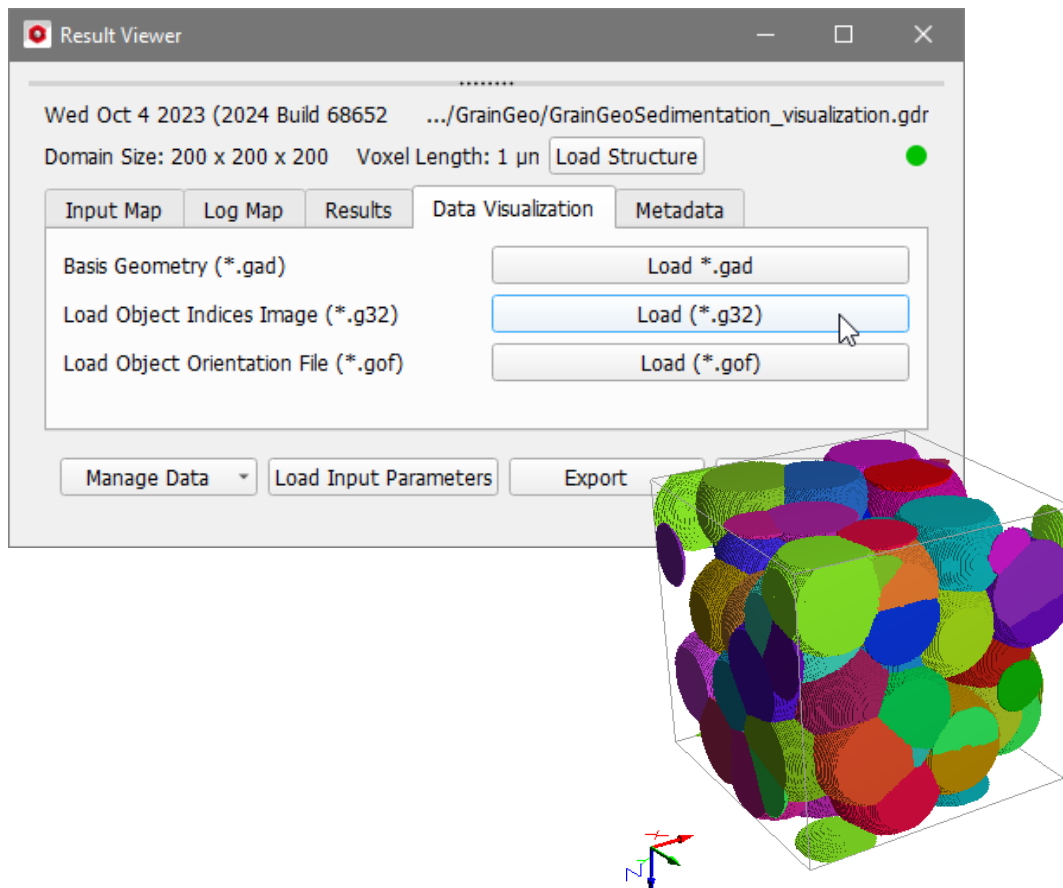 Result Viewer
Wed Oct 4 2023 (2024 Build 68652 .../GrainGeo/GrainGeoSedimentation_visualization.gdr
Domain Size: 200 x 200 x 200 Voxel Length: 1 µn Load Structure
Input Map Log Map Results Data Visualization Metadata
Basis Geometry (*.gad) Load *.gad
Load Object Indices Image (*.g32) Load (*.g32)
Load Object Orientation File (*.gof) Load (*.gof)
Manage Data Load Input Parameters Export
X
Y
Z